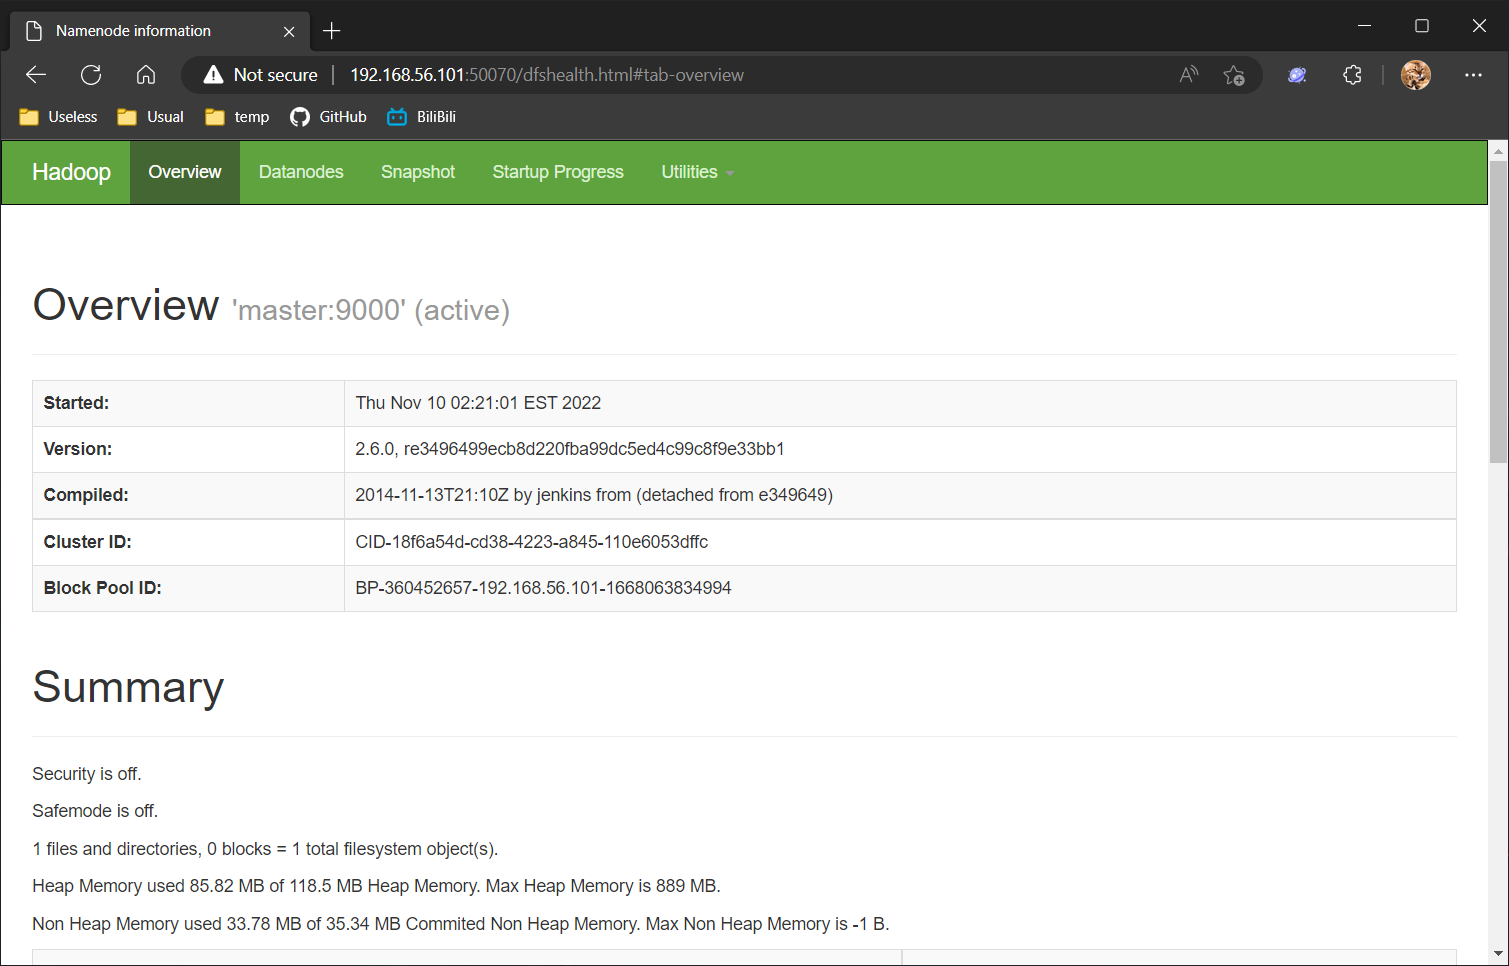 Namenode information
Not secure 192.168.56.101:50070/dfshealth.html#tab-overview
Useless Usual temp GitHub BiliBili
Hadoop Overview Datanodes Snapshot Startup Progress Utilities
Overview 'master:9000' (active)
Started: Thu Nov 10 02:21:01 EST 2022
Version: 2.6.0, re3496499ecb8d220fba99dc5ed4c99c8f9e33bb1
Compiled: 2014-11-13T21:10Z by jenkins from (detached from e349649)
Cluster ID: CID-18f6a54d-cd38-4223-a845-110e6053dffc
Block Pool ID: BP-360452657-192.168.56.101-1668063834994
Summary
Security is off.
Safemode is off.
1 files and directories, 0 blocks = 1 total filesystem object(s).
Heap Memory used 85.82 MB of 118.5 MB Heap Memory. Max Heap Memory is 889 MB.
Non Heap Memory used 33.78 MB of 35.34 MB Commited Non Heap Memory. Max Non Heap Memory is -1 B.